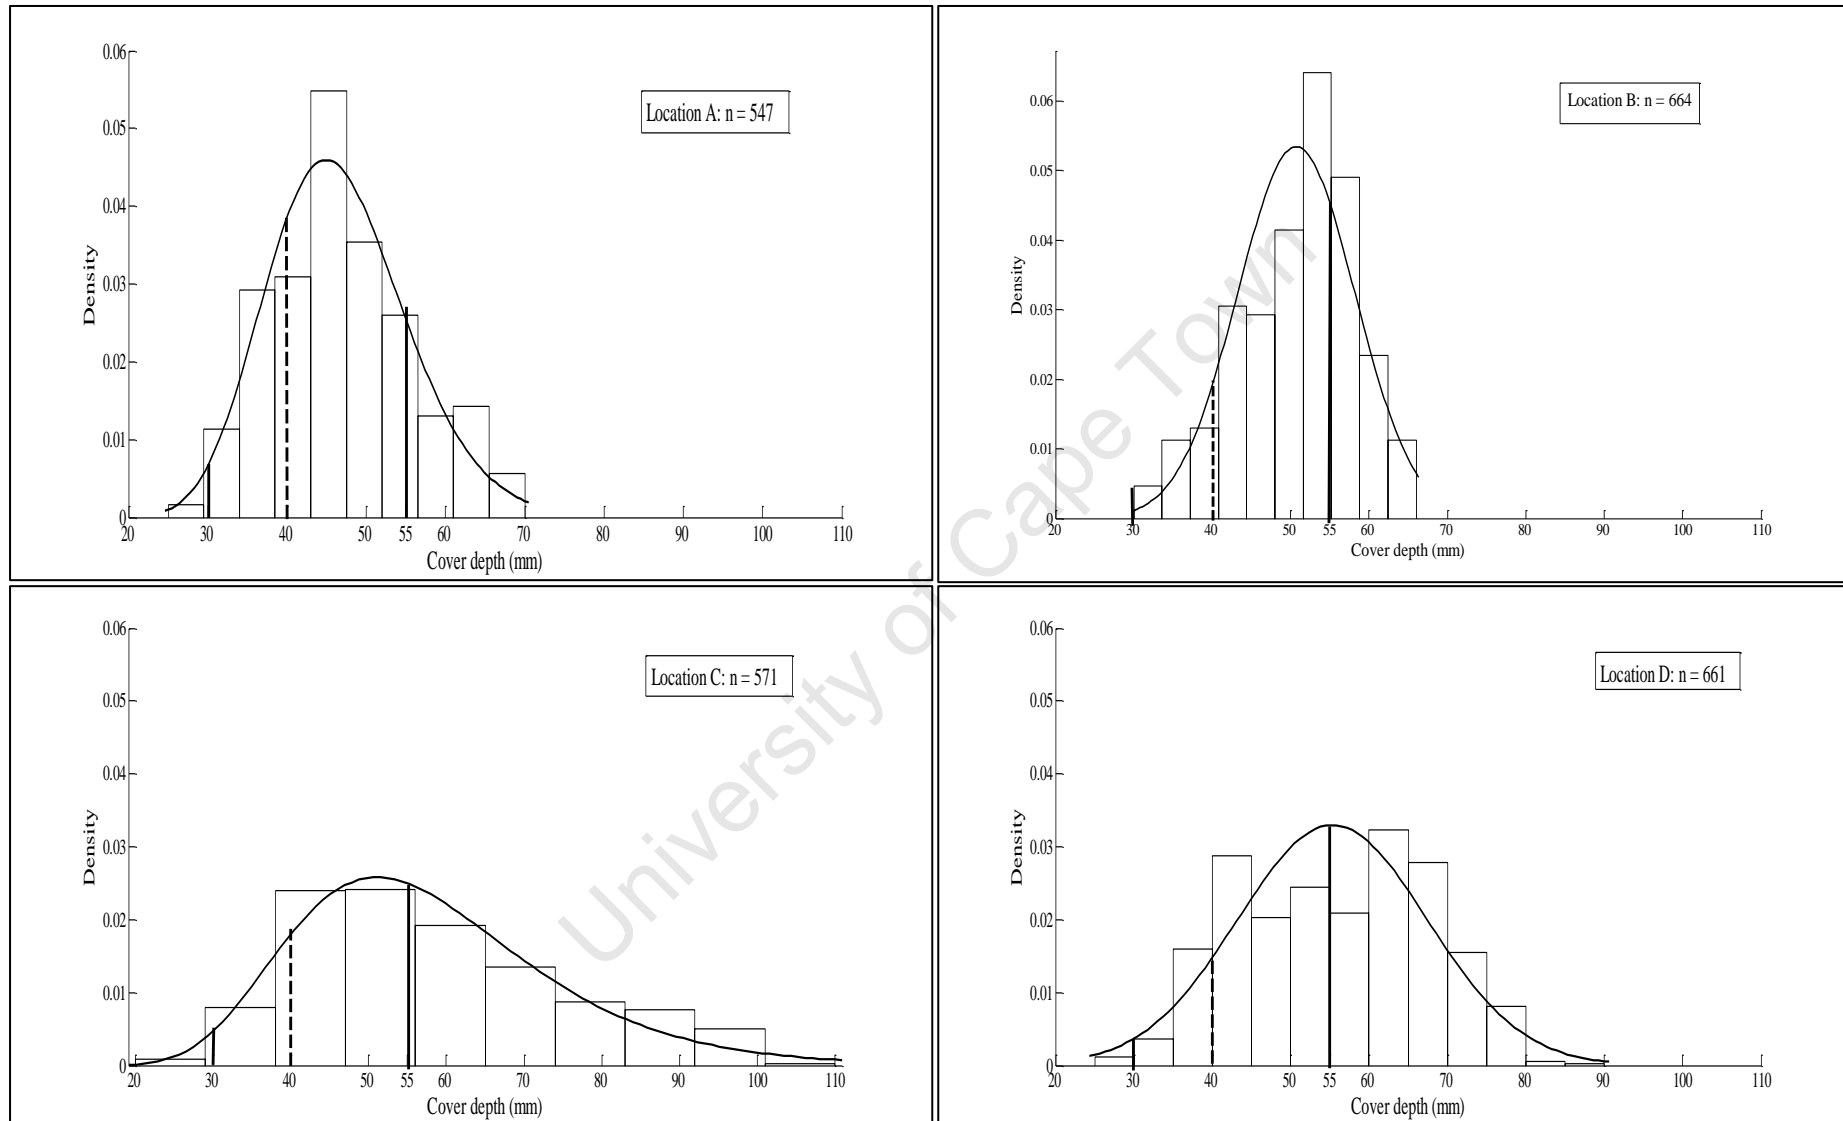 0.06
0.05
0.04
0.03
0.02
0.01
0
Density
Location A: n = 547
20 30 40 50 55 60 70 80 90 100 110
Cover depth (mm)
0.06
0.05
0.04
0.03
0.02
0.01
0
Density
Location B: n = 664
20 30 40 50 55 60 70 80 90 100 110
Cover depth (mm)
0.06
0.05
0.04
0.03
0.02
0.01
0
Density
Location C: n = 571
20 30 40 50 55 60 70 80 90 100 110
Cover depth (mm)
0.06
0.05
0.04
0.03
0.02
0.01
0
Density
Location D: n = 661
20 30 40 50 55 60 70 80 90 100 110
Cover depth (mm)
University of Cape Town